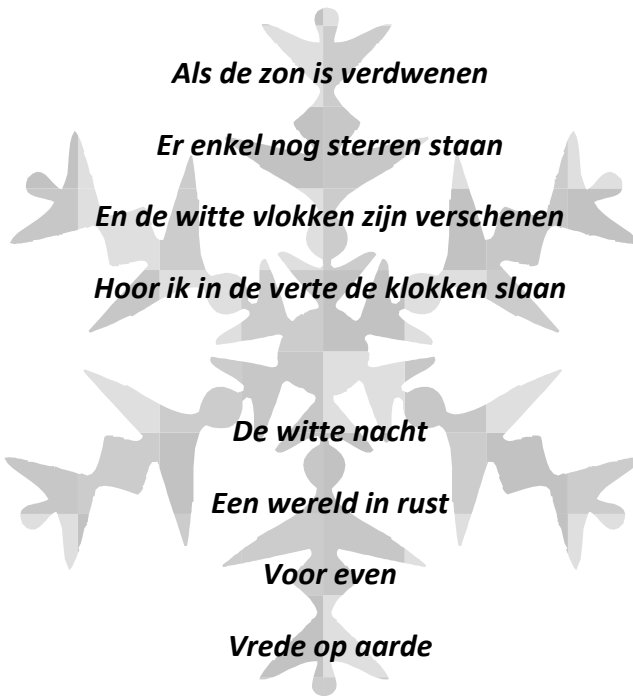 Als de zon is verdwenen
Er enkel nog sterren staan
En de witte vlokken zijn verschenen
Hoor ik in de verte de klokken slaan
De witte nacht
Een wereld in rust
Voor even
Vrede op aarde